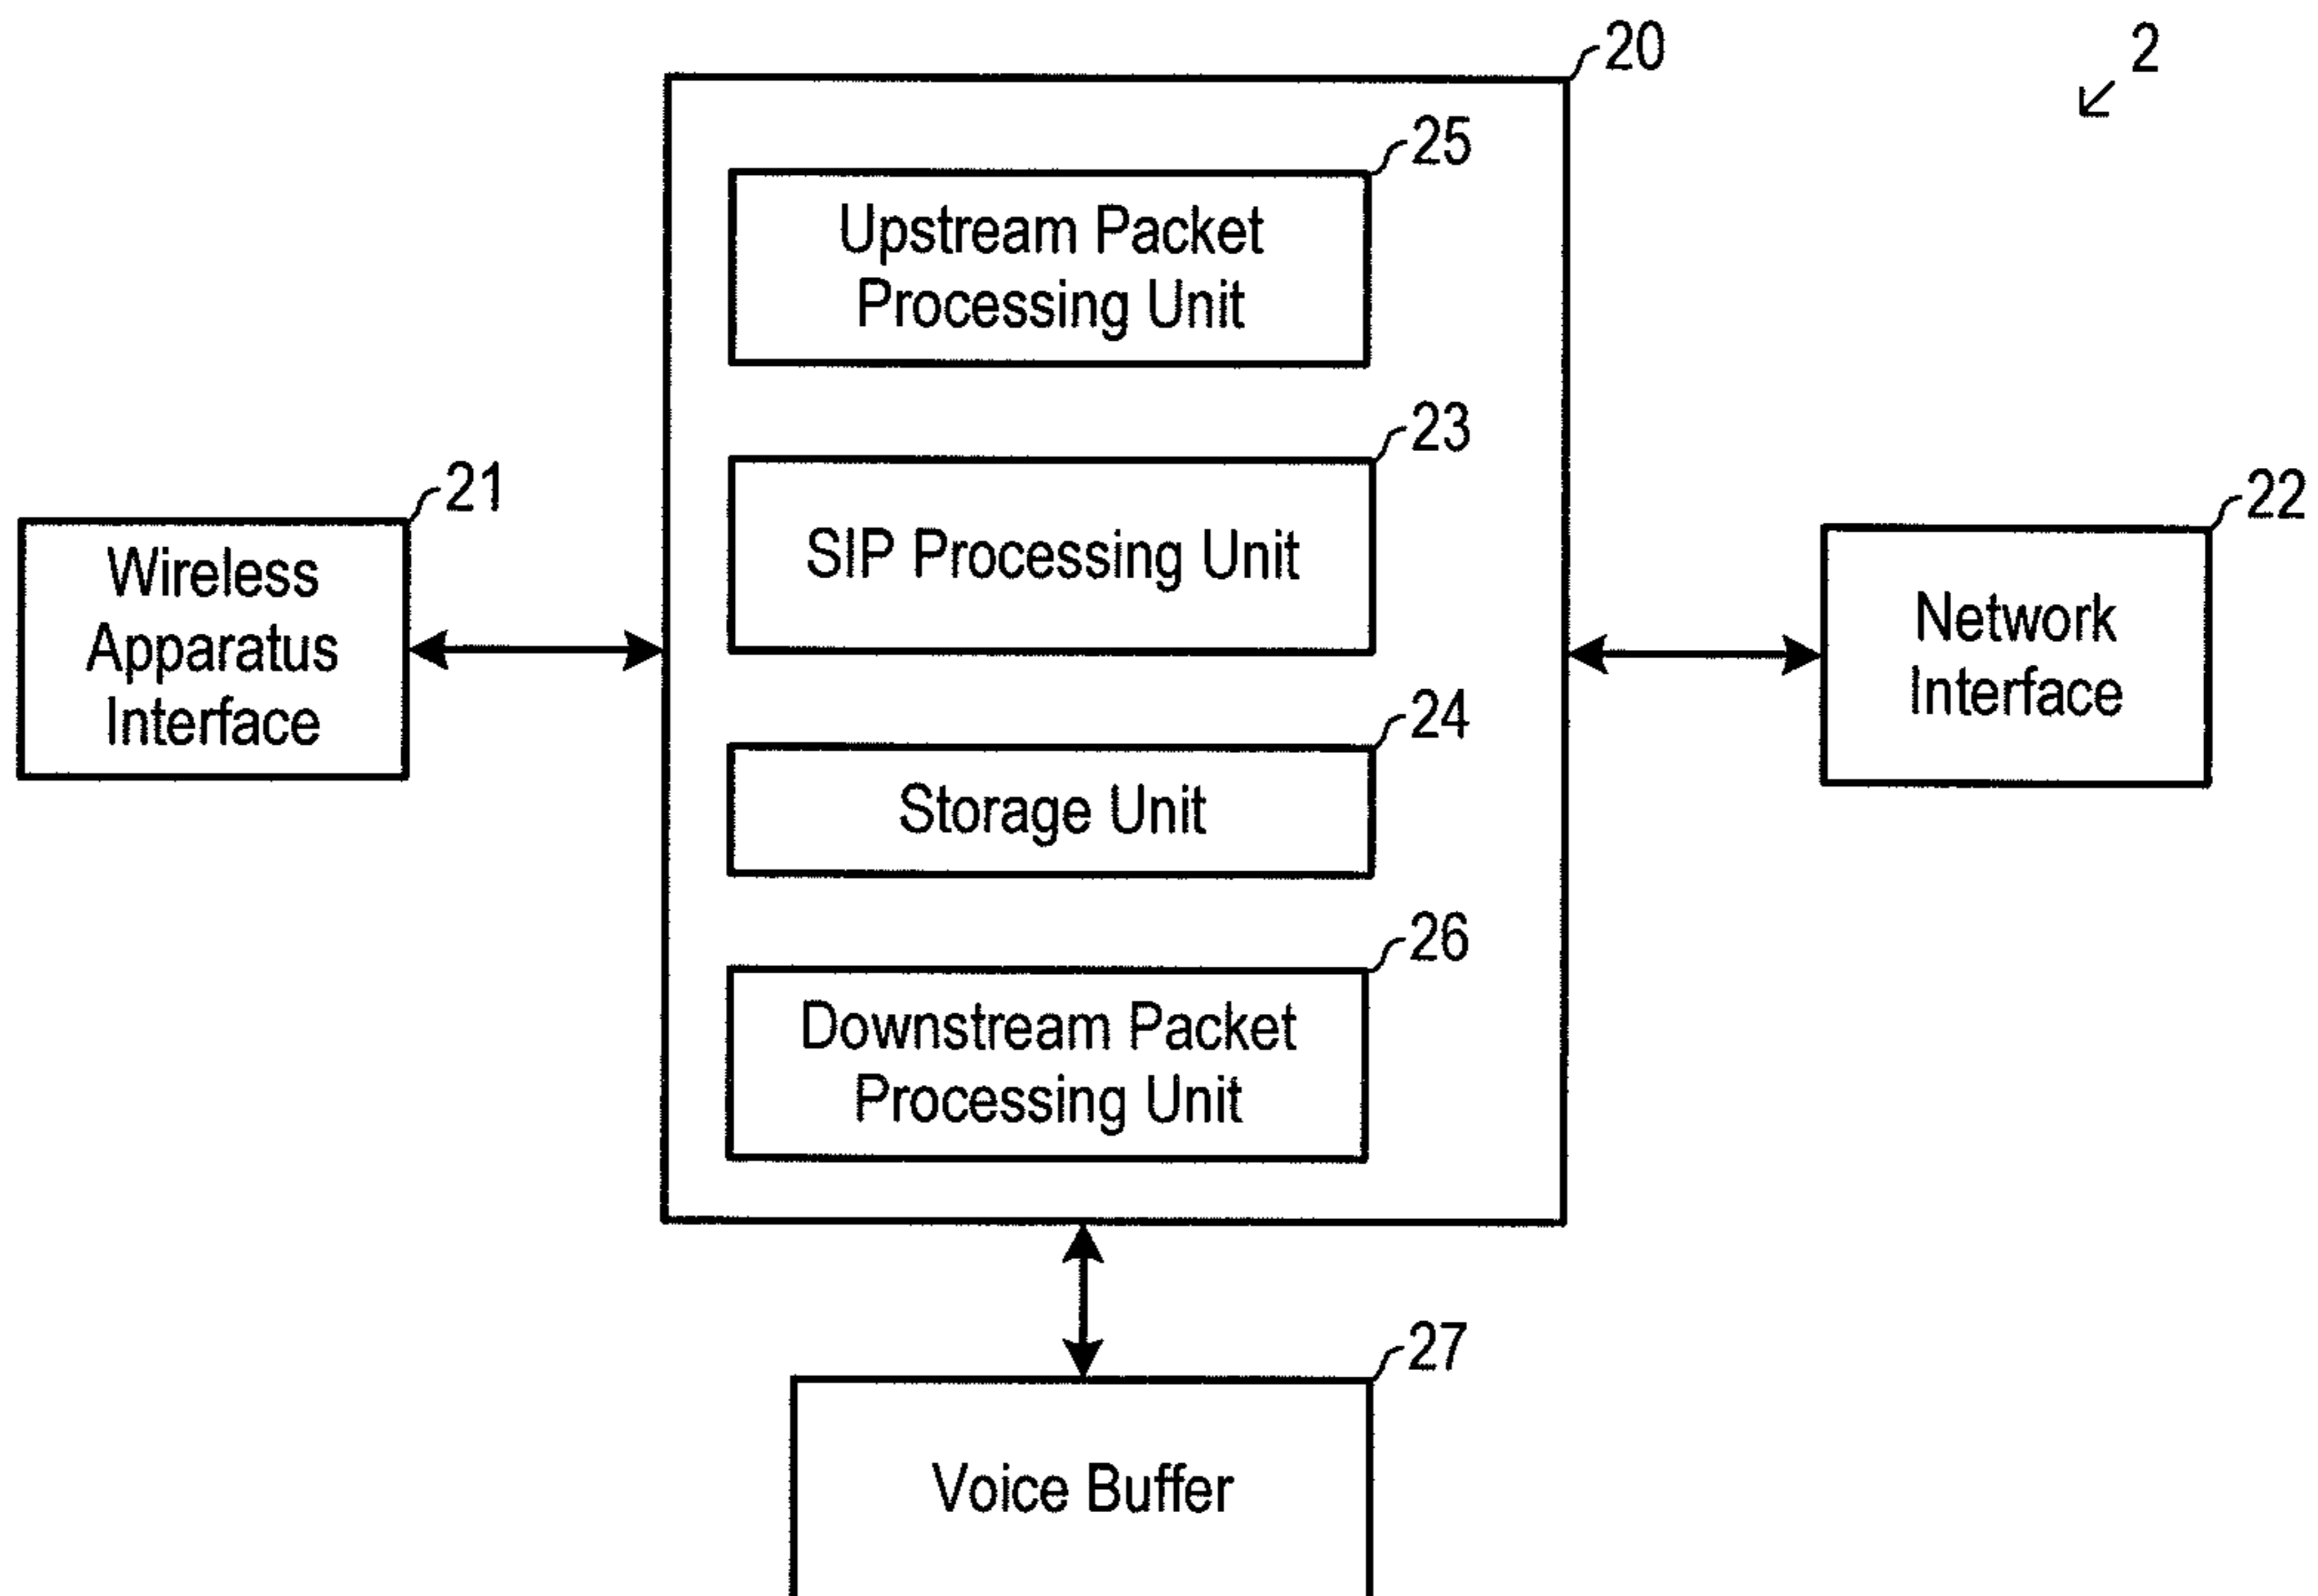 20
2
25
Upstream Packet
Processing Unit
23
SIP Processing Unit
21
Wireless
Apparatus
Interface
22
Network
Interface
24
Storage Unit
26
Downstream Packet
Processing Unit
27
Voice Buffer